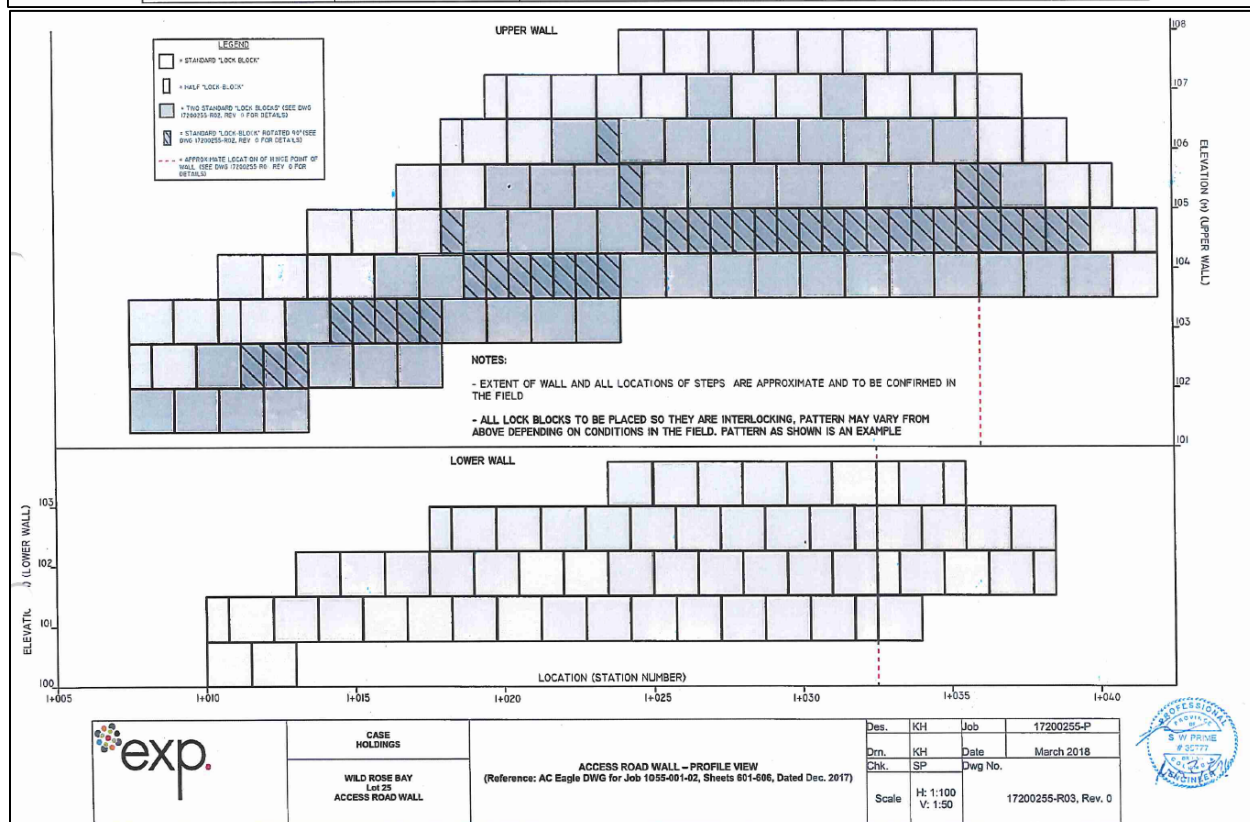 UPPER WALL
LEGEND
= STANDARD "LOCK BLOCK"
= HALF "LOCK-BLOCK"
= TWO STANDARD "LOCK BLOCKS" (SEE DWG
17200255-R02, REV 0 FOR DETAILS)
= STANDARD "LOCK-BLOCK" ROTATED 90° (SEE
DWG 17200255-R02, REV 0 FOR DETAILS)
= APPROXIMATE LOCATION OF HINGE POINT OF
WALL (SEE DWG 17200255-R0 REV 0 FOR
DETAILS)
108
107
106
105
104
103
102
101
ELEVATION (M) (UPPER WALL)
NOTES:
- EXTENT OF WALL AND ALL LOCATIONS OF STEPS ARE APPROXIMATE AND TO BE CONFIRMED IN
THE FIELD
- ALL LOCK BLOCKS TO BE PLACED SO THEY ARE INTERLOCKING, PATTERN MAY VARY FROM
ABOVE DEPENDING ON CONDITIONS IN THE FIELD. PATTERN AS SHOWN IS AN EXAMPLE
LOWER WALL
103
102
101
100
(LOWER WALL)
LOCATION (STATION NUMBER)
1+005 1+010 1+015 1+020 1+025 1+030 1+035 1+040
exp.
CASE
HOLDINGS
WILD ROSE BAY
Lot 25
ACCESS ROAD WALL
ACCESS ROAD WALL – PROFILE VIEW
(Reference: AC Eagle DWG for Job 1055-001-02, Sheets 601-606, Dated Dec. 2017)
Des. KH Job 17200255-P
Drn. KH Date March 2018
Chk. SP Dwg No.
Scale H: 1:100
V: 1:50
17200255-R03, Rev. 0
PROFESSIONAL
PROVINCE
OF
S W PRIME
ENGINEER